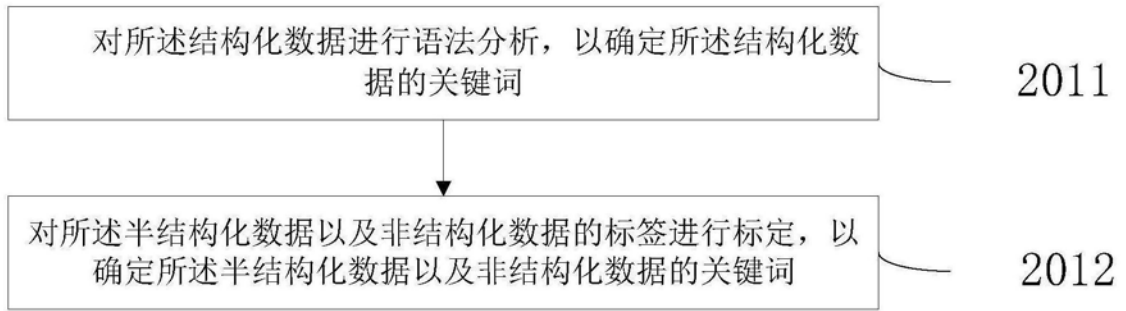 对所述结构化数据进行语法分析，以确定所述结构化数
据的关键词
2011
对所述半结构化数据以及非结构化数据的标签进行标定，以
确定所述半结构化数据以及非结构化数据的关键词
2012